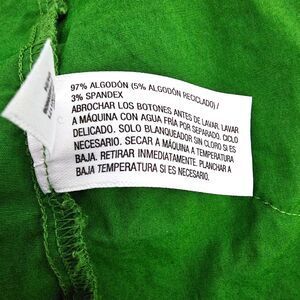 97% ALGODÓN (5% ALGODÓN RECICLADO) /
3% SPANDEX
ABROCHAR LOS BOTONES ANTES DE LAVAR. LAVAR
A MÁQUINA CON AGUA FRÍA POR SEPARADO. CICLO
DELICADO. SOLO BLANQUEADOR SIN CLORO SI ES
NECESARIO. SECAR A MÁQUINA A TEMPERATURA
BAJA. RETIRAR INMEDIATAMENTE. PLANCHAR A
BAJA TEMPERATURA SI ES NECESARIO.